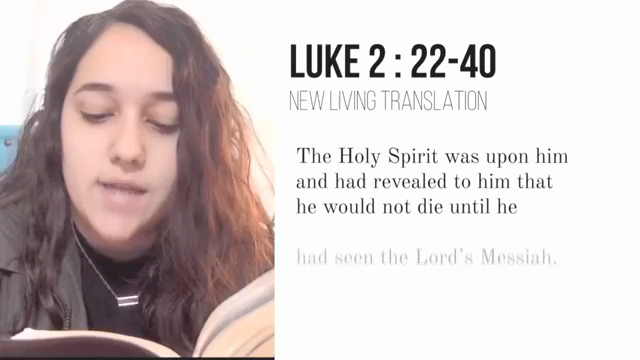 LUKE 2 : 22-40
NEW LIVING TRANSLATION
The Holy Spirit was upon him
and had revealed to him that
he would not die until he
had seen the Lord's Messiah.